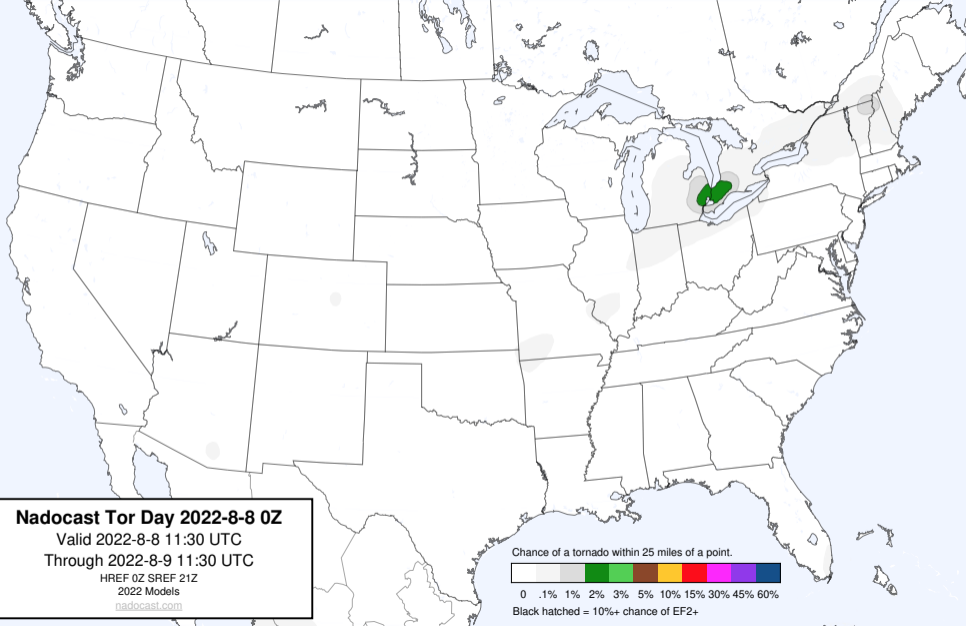 Nadocast Tor Day 2022-8-8 0Z
Valid 2022-8-8 11:30 UTC
Through 2022-8-9 11:30 UTC
HREF 0Z SREF 21Z
2022 Models
nadocast.com
Chance of a tornado within 25 miles of a point.
0 .1% 1% 2% 3% 5% 10% 15% 30% 45% 60%
Black hatched = 10%+ chance of EF2+